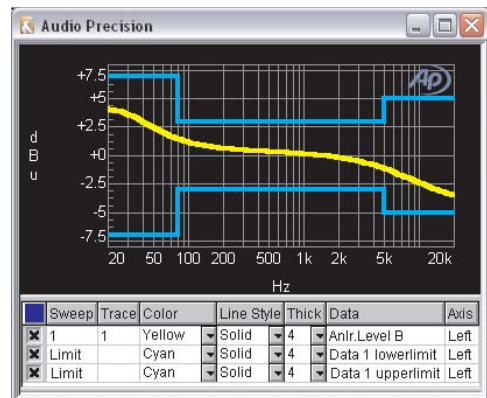 Audio Precision
AP
+7.5
+5
+2.5
+0
-2.5
-5
-7.5
d
B
u
20 50 100 200 500 1k 2k 5k 20k
Hz
Sweep Trace Color Line Style Thick Data Axis
1 1 Yellow Solid 4 Anlr.Level B Left
Limit Cyan Solid 4 Data 1 lowerlimit Left
Limit Cyan Solid 4 Data 1 upperlimit Left